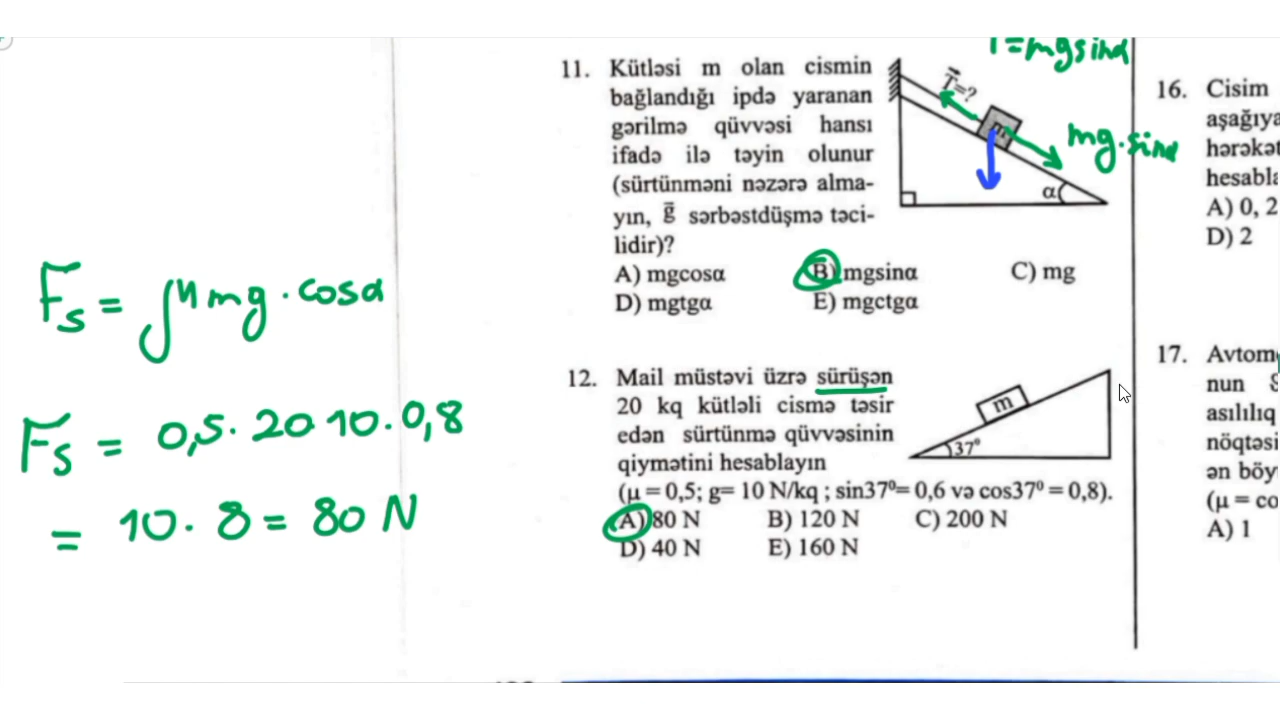 T=mgsinα
11. Kütləsi m olan cismin
bağlandığı ipdə yaranan
gərilmə qüvvəsi hansı
ifadə ilə təyin olunur
(sürtünməni nəzərə alma-
yın, g⃗ sərbəstdüşmə təci-
lidir)?
A) mgcosα B) mgsinα C) mg
D) mgtgα E) mgctgα
T⃗=?
m
mg·sinα
α
Fs = μmg·cosα
Fs = 0,5·20 10·0,8
= 10·8 = 80 N
12. Mail müstəvi üzrə sürüşən
20 kq kütləli cismə təsir
edən sürtünmə qüvvəsinin
qiymətini hesablayın
(μ = 0,5; g= 10 N/kq ; sin37⁰= 0,6 və cos37⁰ = 0,8).
A) 80 N B) 120 N C) 200 N
D) 40 N E) 160 N
m
37⁰
16. Cisim
aşağıya
hərəkət
hesabla
A) 0, 2
D) 2
17. Avtom
nun
asılılıq
nöqtəsi
ən böy
(μ = co
A) 1